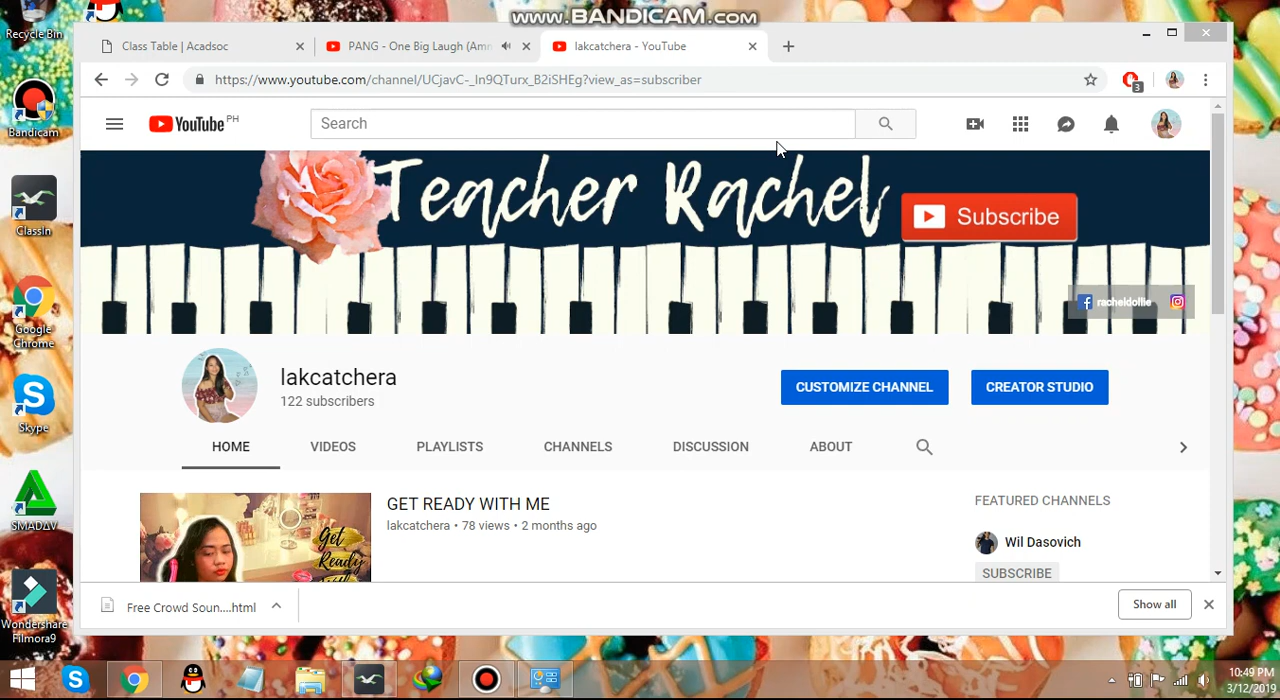 www.BANDICAM.com
Recycle Bin
Class Table | Acadsoc
PANG - One Big Laugh (Am
lakcatchera - YouTube
https://www.youtube.com/channel/UCjavC-_In9QTurx_B2iSHEg?view_as=subscriber
3
Bandicam
YouTube PH
Search
Teacher Rachel
Subscribe
ClassIn
racheldollie
Google Chrome
lakcatchera
122 subscribers
CUSTOMIZE CHANNEL
CREATOR STUDIO
Skype
HOME
VIDEOS
PLAYLISTS
CHANNELS
DISCUSSION
ABOUT
GET READY WITH ME
lakcatchera • 78 views • 2 months ago
FEATURED CHANNELS
Get
Ready
Wil Dasovich
SUBSCRIBE
SMADAV
Free Crowd Soun....html
Show all
Wondershare Filmora9
10:49 PM
3/12/2019